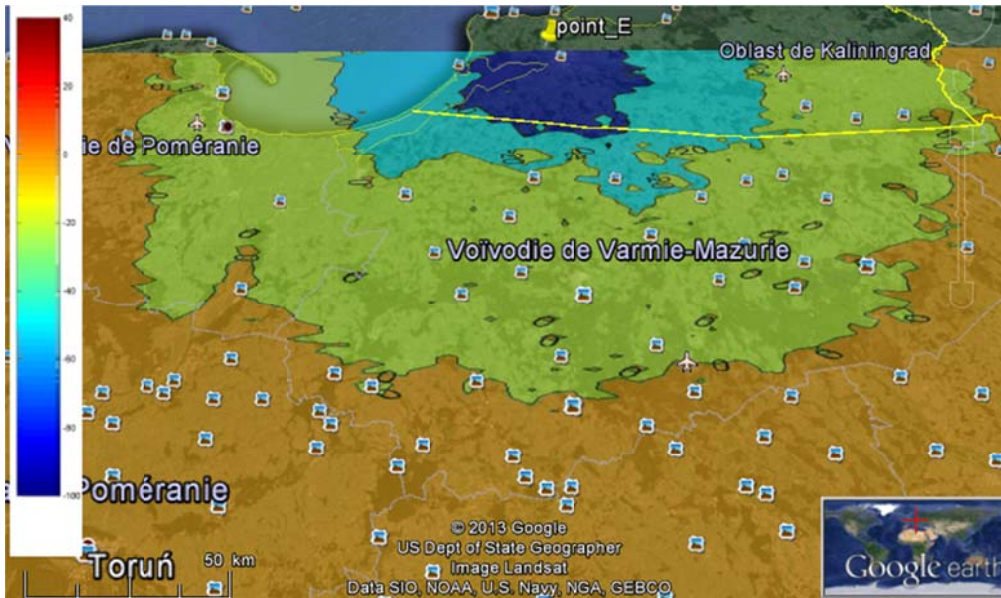 40
20
0
-20
-40
-60
-80
-100
point_E
Oblast de Kaliningrad
ie de Poméranie
Voïvodie de Varmie-Mazurie
Poméranie
Toruń
50 km
© 2013 Google
US Dept of State Geographer
Image Landsat
Data SIO, NOAA, U.S. Navy, NGA, GEBCO
Google earth